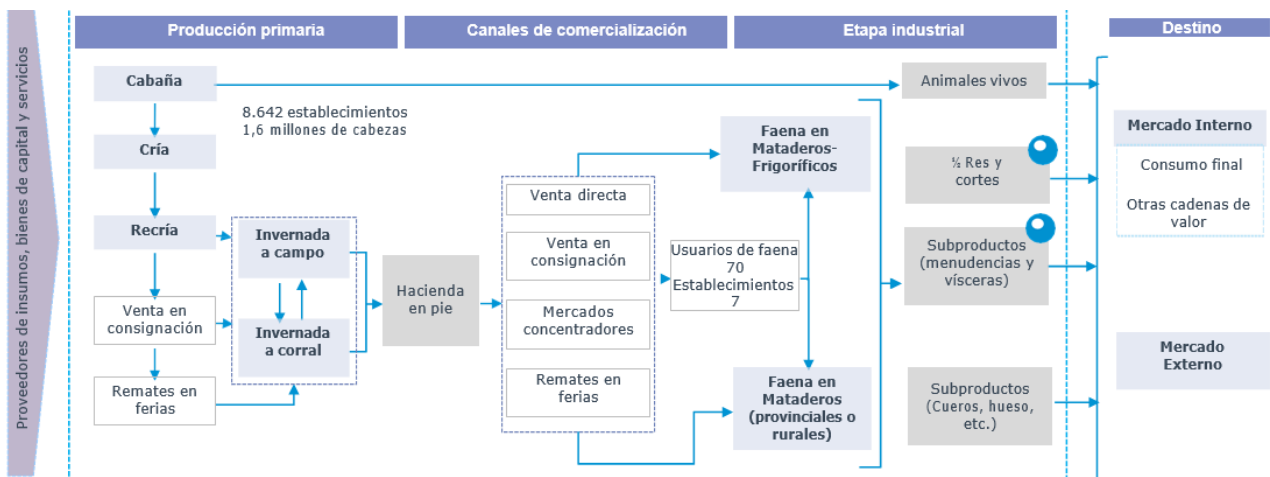 Proveedores de insumos, bienes de capital y servicios
Producción primaria
Canales de comercialización
Etapa industrial
Destino
Cabaña
8.642 establecimientos
1,6 millones de cabezas
Cría
Recría
Venta en
consignación
Remates en
ferias
Invernada
a campo
Invernada
a corral
Hacienda
en pie
Venta directa
Venta en
consignación
Mercados
concentradores
Remates en
ferias
Usuarios de faena
70
Establecimientos
7
Faena en
Mataderos-
Frigoríficos
Faena en
Mataderos
(provinciales o
rurales)
Animales vivos
½ Res y
cortes
Subproductos
(menudencias y
vísceras)
Subproductos
(Cueros, hueso,
etc.)
Mercado Interno
Consumo final
Otras cadenas de
valor
Mercado
Externo